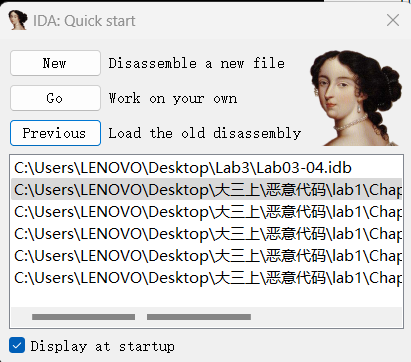 IDA: Quick start
New Disassemble a new file
Go Work on your own
Previous Load the old disassembly
C:\Users\LENOVO\Desktop\Lab3\Lab03-04.idb
C:\Users\LENOVO\Desktop\大三上\恶意代码\lab1\Chap
C:\Users\LENOVO\Desktop\大三上\恶意代码\lab1\Chap
C:\Users\LENOVO\Desktop\大三上\恶意代码\lab1\Chap
C:\Users\LENOVO\Desktop\大三上\恶意代码\lab1\Chap
C:\Users\LENOVO\Desktop\大三上\恶意代码\lab1\Chap
Display at startup